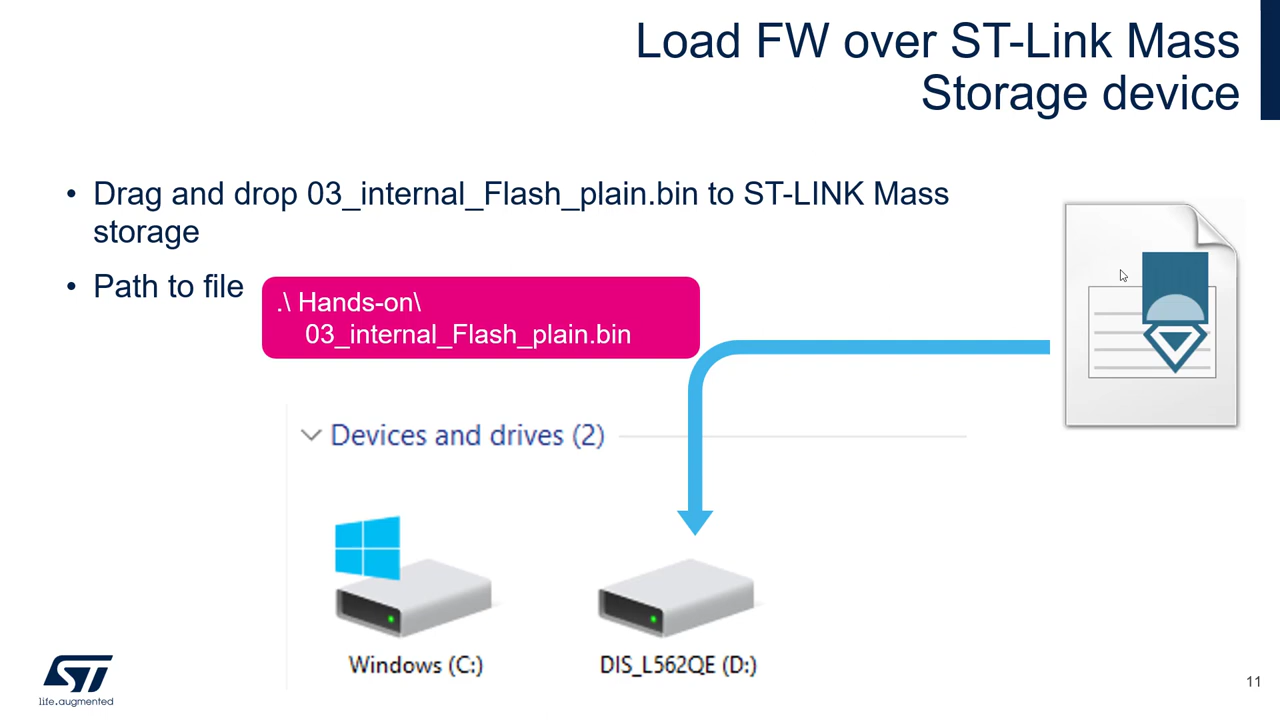 Load FW over ST-Link Mass
Storage device
• Drag and drop 03_internal_Flash_plain.bin to ST-LINK Mass
storage
• Path to file
.\ Hands-on\
03_internal_Flash_plain.bin
Devices and drives (2)
Windows (C:)
DIS_L562QE (D:)
ST
life.augmented
11